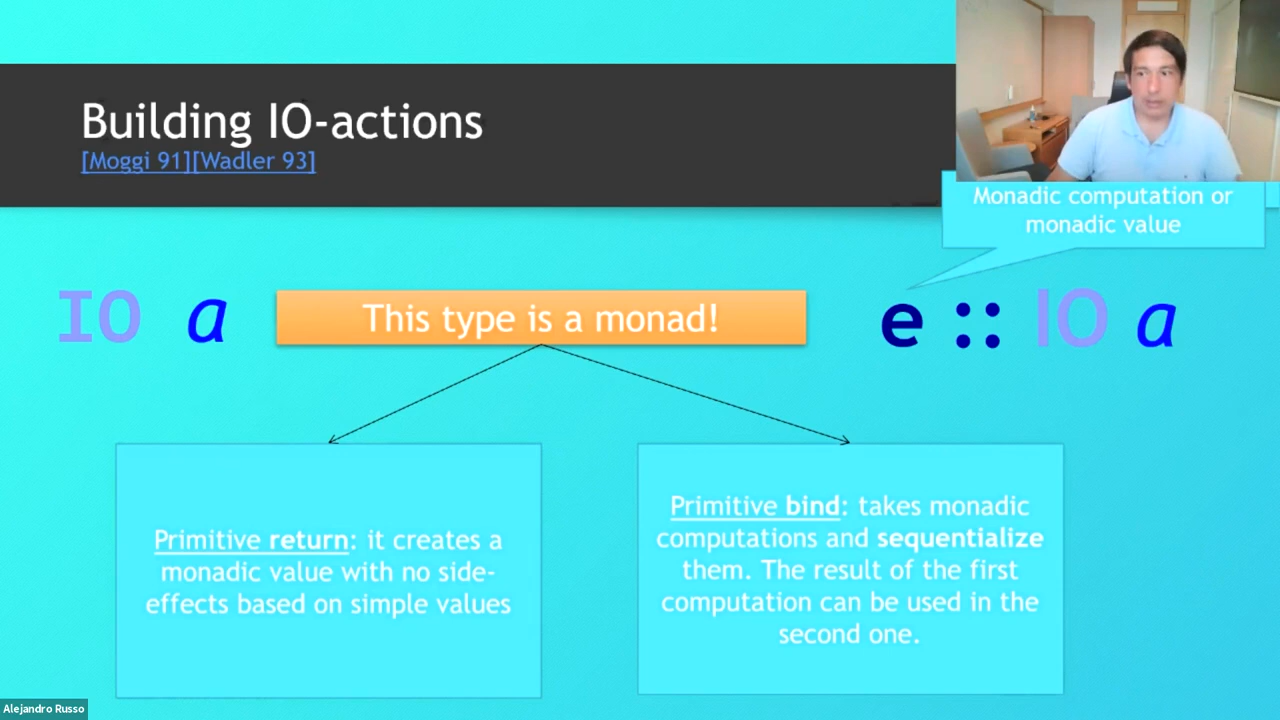 Building IO-actions
[Moggi 91][Wadler 93]
Monadic computation or
monadic value
IO a
This type is a monad!
e :: IO a
Primitive return: it creates a
monadic value with no side-
effects based on simple values
Primitive bind: takes monadic
computations and sequentialize
them. The result of the first
computation can be used in the
second one.
Alejandro Russo